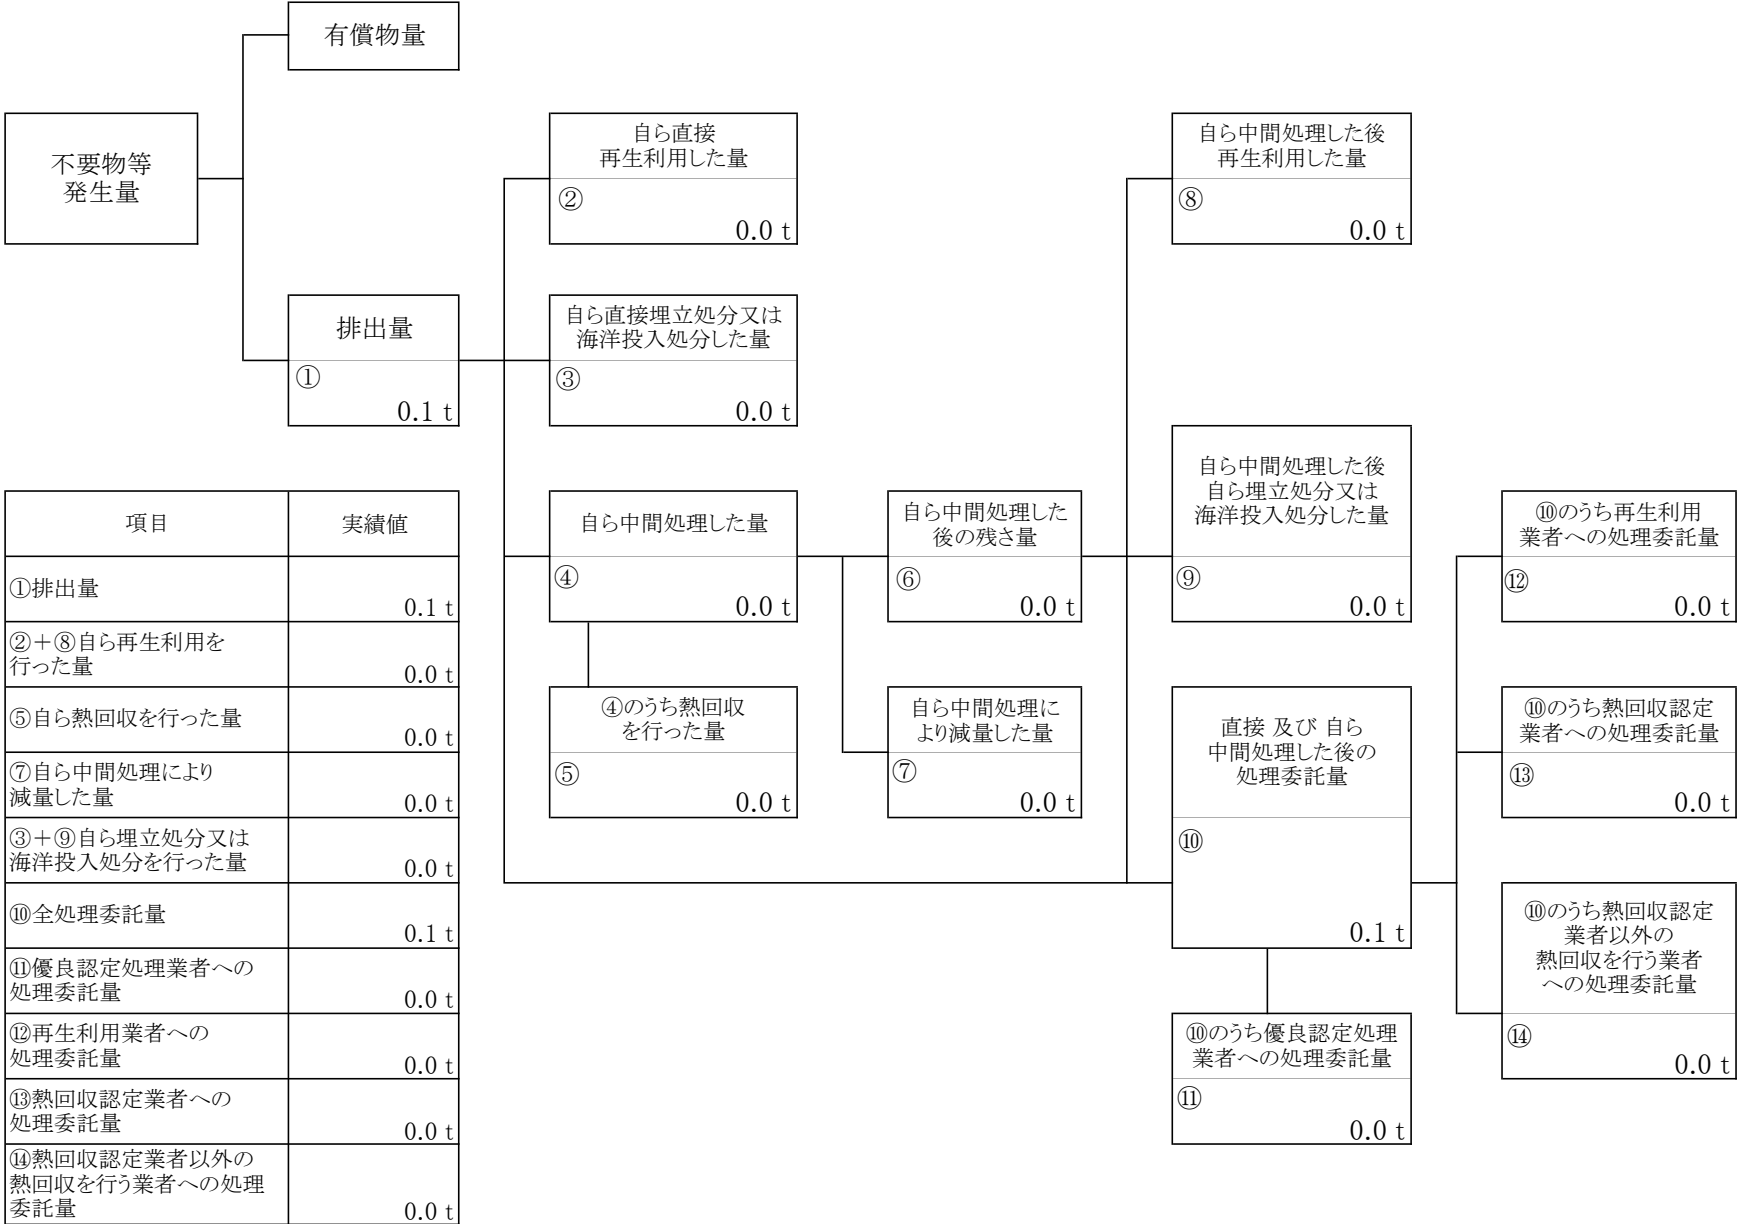 有償物量
不要物等
発生量
自ら直接
再生利用した量
②
0.0 t
自ら中間処理した後
再生利用した量
⑧
0.0 t
排出量
①
0.1 t
自ら直接埋立処分又は
海洋投入処分した量
③
0.0 t
自ら中間処理した量
④
0.0 t
自ら中間処理した
後の残さ量
⑥
0.0 t
自ら中間処理した後
自ら埋立処分又は
海洋投入処分した量
⑨
0.0 t
⑩のうち再生利用
業者への処理委託量
⑫
0.0 t
④のうち熱回収
を行った量
⑤
0.0 t
自ら中間処理に
より減量した量
⑦
0.0 t
直接 及び 自ら
中間処理した後の
処理委託量
⑩
0.1 t
⑩のうち熱回収認定
業者への処理委託量
⑬
0.0 t
⑩のうち熱回収認定
業者以外の
熱回収を行う業者
への処理委託量
⑭
0.0 t
⑩のうち優良認定処理
業者への処理委託量
⑪
0.0 t
項目 実績値
①排出量
0.1 t
②+⑧自ら再生利用を
行った量
0.0 t
⑤自ら熱回収を行った量
0.0 t
⑦自ら中間処理により
減量した量
0.0 t
③+⑨自ら埋立処分又は
海洋投入処分を行った量
0.0 t
⑩全処理委託量
0.1 t
⑪優良認定処理業者への
処理委託量
0.0 t
⑫再生利用業者への
処理委託量
0.0 t
⑬熱回収認定業者への
処理委託量
0.0 t
⑭熱回収認定業者以外の
熱回収を行う業者への処理
委託量
0.0 t